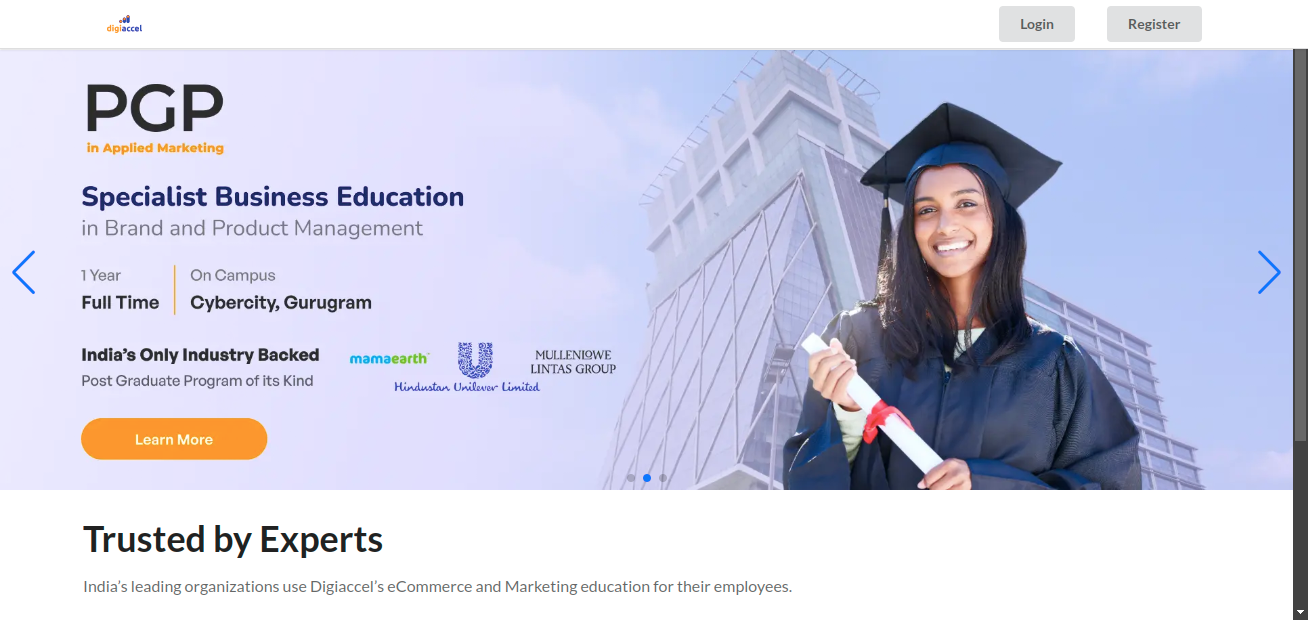 digiaccel
Login
Register
PGP
in Applied Marketing
Specialist Business Education
in Brand and Product Management
1 Year
On Campus
Full Time
Cybercity, Gurugram
India's Only Industry Backed
Post Graduate Program of its Kind
mamaearth
Hindustan Unilever Limited
MULLENLOWE
LINTAS GROUP
Learn More
Trusted by Experts
India's leading organizations use Digiaccel's eCommerce and Marketing education for their employees.